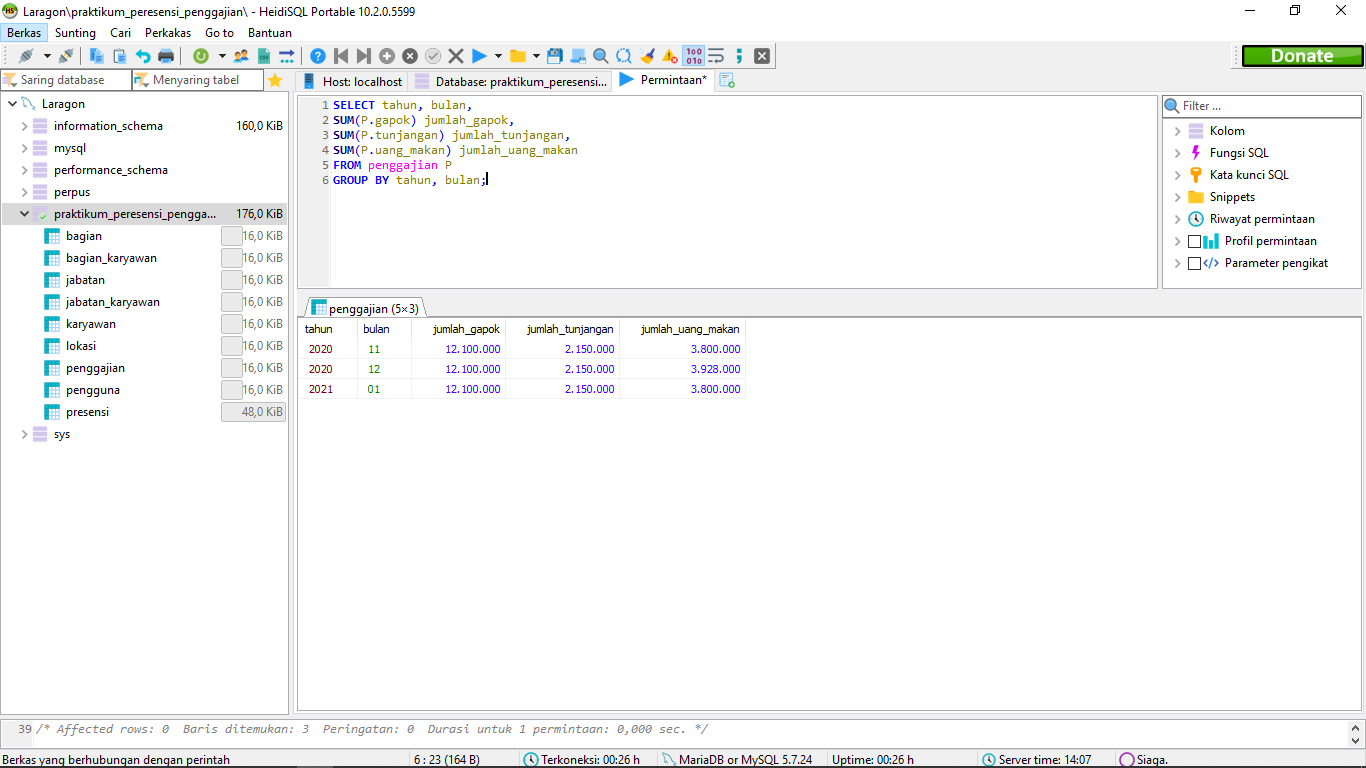 HS Laragon\praktikum_peresensi_penggajian\ - HeidiSQL Portable 10.2.0.5599
Berkas Sunting Cari Perkakas Go to Bantuan
Donate
Saring database Menyaring tabel
Host: localhost Database: praktikum_peresensi... Permintaan*
Laragon
information_schema 160,0 KiB
mysql
performance_schema
perpus
praktikum_peresensi_pengga... 176,0 KiB
bagian 16,0 KiB
bagian_karyawan 16,0 KiB
jabatan 16,0 KiB
jabatan_karyawan 16,0 KiB
karyawan 16,0 KiB
lokasi 16,0 KiB
penggajian 16,0 KiB
pengguna 16,0 KiB
presensi 48,0 KiB
sys
1 SELECT tahun, bulan,
2 SUM(P.gapok) jumlah_gapok,
3 SUM(P.tunjangan) jumlah_tunjangan,
4 SUM(P.uang_makan) jumlah_uang_makan
5 FROM penggajian P
6 GROUP BY tahun, bulan;
Filter ...
Kolom
Fungsi SQL
Kata kunci SQL
Snippets
Riwayat permintaan
Profil permintaan
Parameter pengikat
penggajian (5×3)
tahun bulan jumlah_gapok jumlah_tunjangan jumlah_uang_makan
2020 11 12.100.000 2.150.000 3.800.000
2020 12 12.100.000 2.150.000 3.928.000
2021 01 12.100.000 2.150.000 3.800.000
39 /* Affected rows: 0 Baris ditemukan: 3 Peringatan: 0 Durasi untuk 1 permintaan: 0,000 sec. */
Berkas yang berhubungan dengan perintah 6 : 23 (164 B) Terkoneksi: 00:26 h MariaDB or MySQL 5.7.24 Uptime: 00:26 h Server time: 14:07 Siaga.